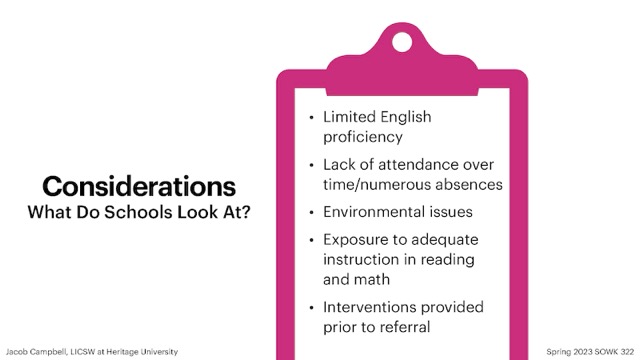 Considerations
What Do Schools Look At?
• Limited English
proficiency
• Lack of attendance over
time/numerous absences
• Environmental issues
• Exposure to adequate
instruction in reading
and math
• Interventions provided
prior to referral
Jacob Campbell, LICSW at Heritage University
Spring 2023 SOWK 322